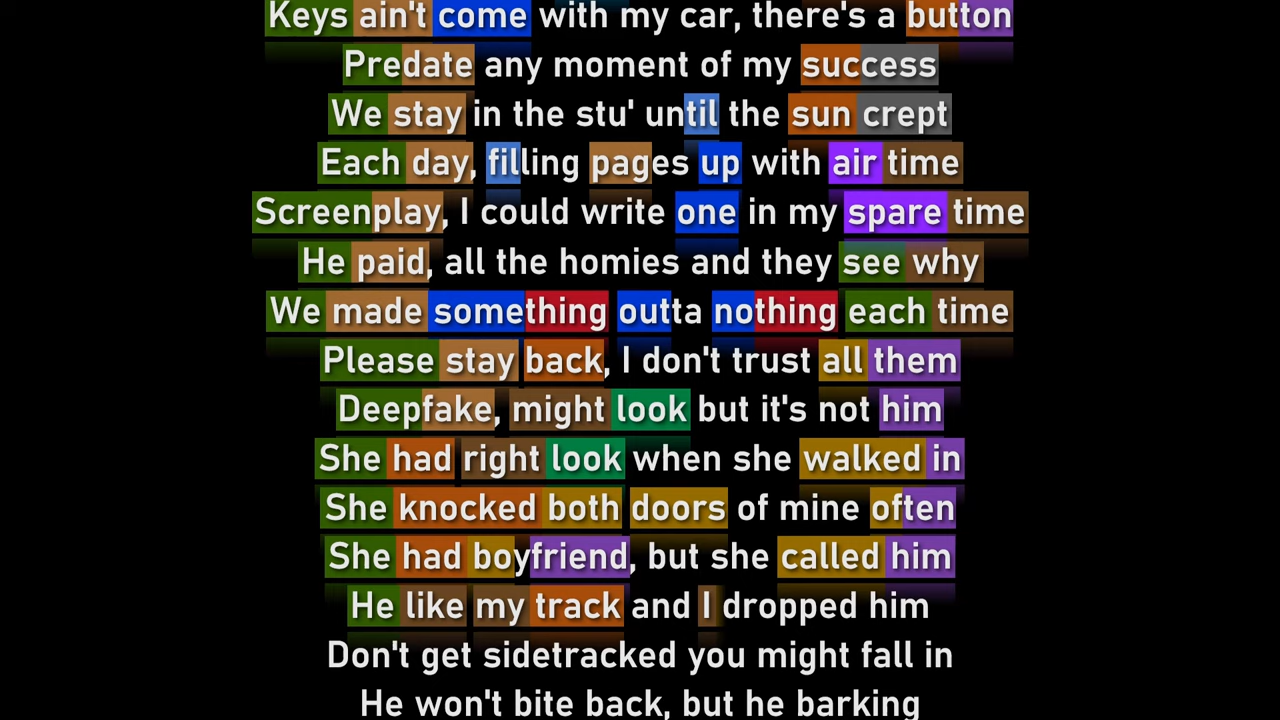 Keys ain't come with my car, there's a button
Predate any moment of my success
We stay in the stu' until the sun crept
Each day, filling pages up with air time
Screenplay, I could write one in my spare time
He paid, all the homies and they see why
We made something outta nothing each time
Please stay back, I don't trust all them
Deepfake, might look but it's not him
She had right look when she walked in
She knocked both doors of mine often
She had boyfriend, but she called him
He like my track and I dropped him
Don't get sidetracked you might fall in
He won't bite back, but he barking